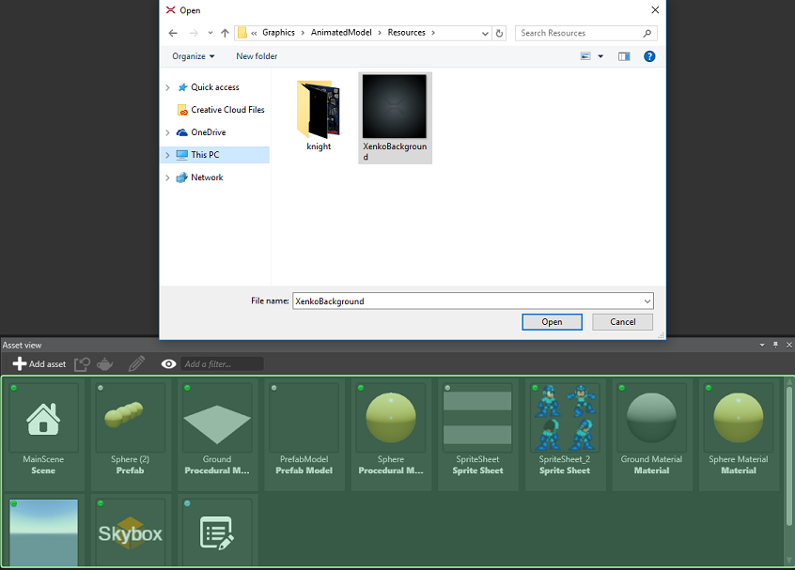 Open
« Graphics > AnimatedModel > Resources >
Search Resources
Organize
New folder
Quick access
Creative Cloud Files
OneDrive
This PC
Network
knight
XenkoBackgroun
d
File name:
XenkoBackground
Open
Cancel
Asset view
Add asset
Add a filter...
MainScene
Scene
Sphere (2)
Prefab
Ground
Procedural M...
PrefabModel
Prefab Model
Sphere
Procedural M...
SpriteSheet
Sprite Sheet
SpriteSheet_2
Sprite Sheet
Ground Material
Material
Sphere Material
Material
Skybox